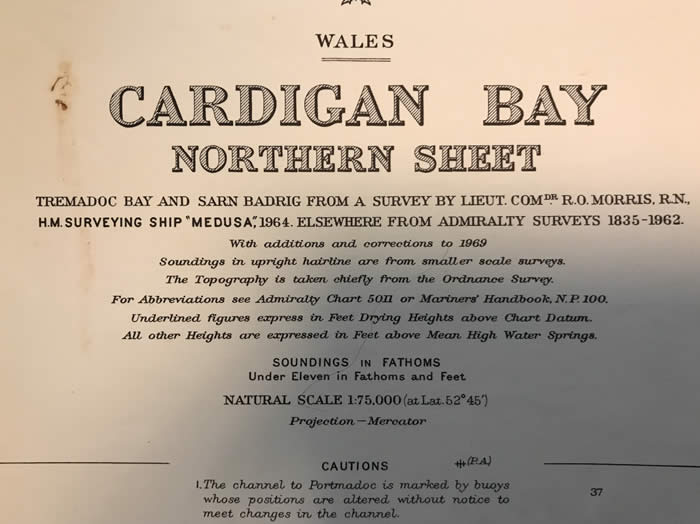 WALES
CARDIGAN BAY
NORTHERN SHEET
TREMADOC BAY AND SARN BADRIG FROM A SURVEY BY LIEUT. COMDR. R.O. MORRIS, R.N.,
H.M. SURVEYING SHIP "MEDUSA", 1964. ELSEWHERE FROM ADMIRALTY SURVEYS 1835-1962.
With additions and corrections to 1969
Soundings in upright hairline are from smaller scale surveys.
The Topography is taken chiefly from the Ordnance Survey.
For Abbreviations see Admiralty Chart 5011 or Mariners' Handbook, N.P. 100.
Underlined figures express in Feet Drying Heights above Chart Datum.
All other Heights are expressed in Feet above Mean High Water Springs.
SOUNDINGS IN FATHOMS
Under Eleven in Fathoms and Feet
NATURAL SCALE 1:75,000 (at Lat. 52°45')
Projection — Mercator
CAUTIONS
(P.A.)
1. The channel to Portmadoc is marked by buoys
whose positions are altered without notice to
meet changes in the channel.
37